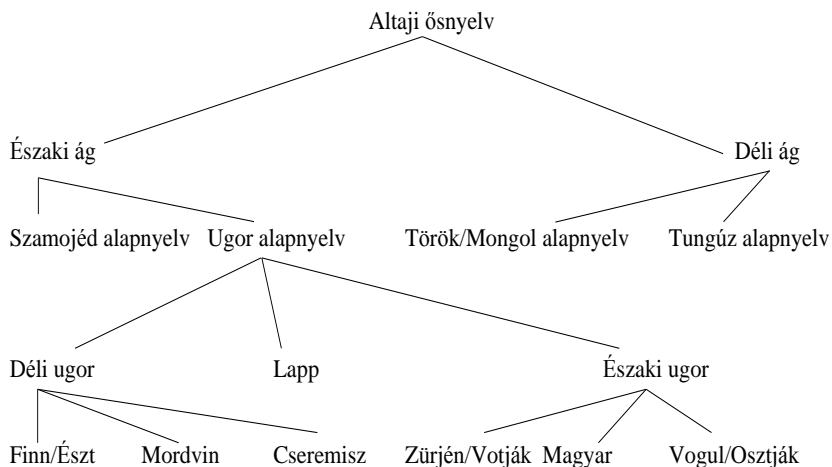 Altaji ősnyelv
Északi ág Déli ág
Szamojéd alapnyelv Ugor alapnyelv Török/Mongol alapnyelv Tungúz alapnyelv
Déli ugor Lapp Északi ugor
Finn/Észt Mordvin Cseremisz Zürjén/Votják Magyar Vogul/Osztják